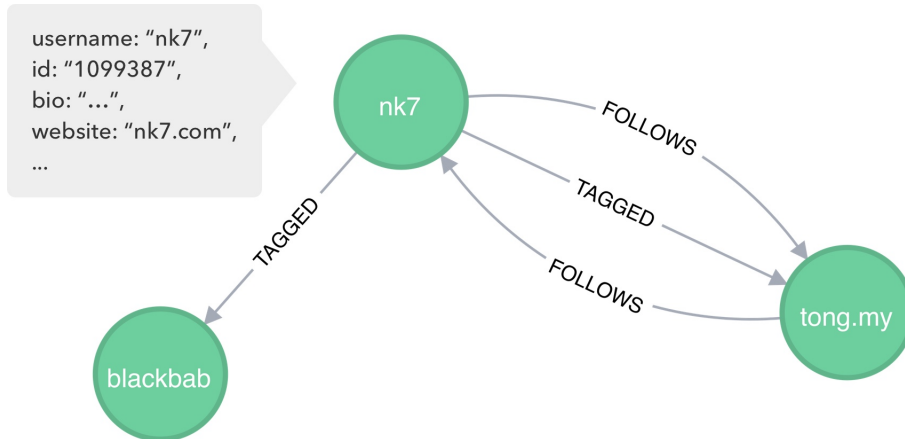 username: “nk7”,
id: “1099387”,
bio: “...”,
website: “nk7.com”,
...
nk7
FOLLOWS
TAGGED
TAGGED
FOLLOWS
tong.my
blackbab